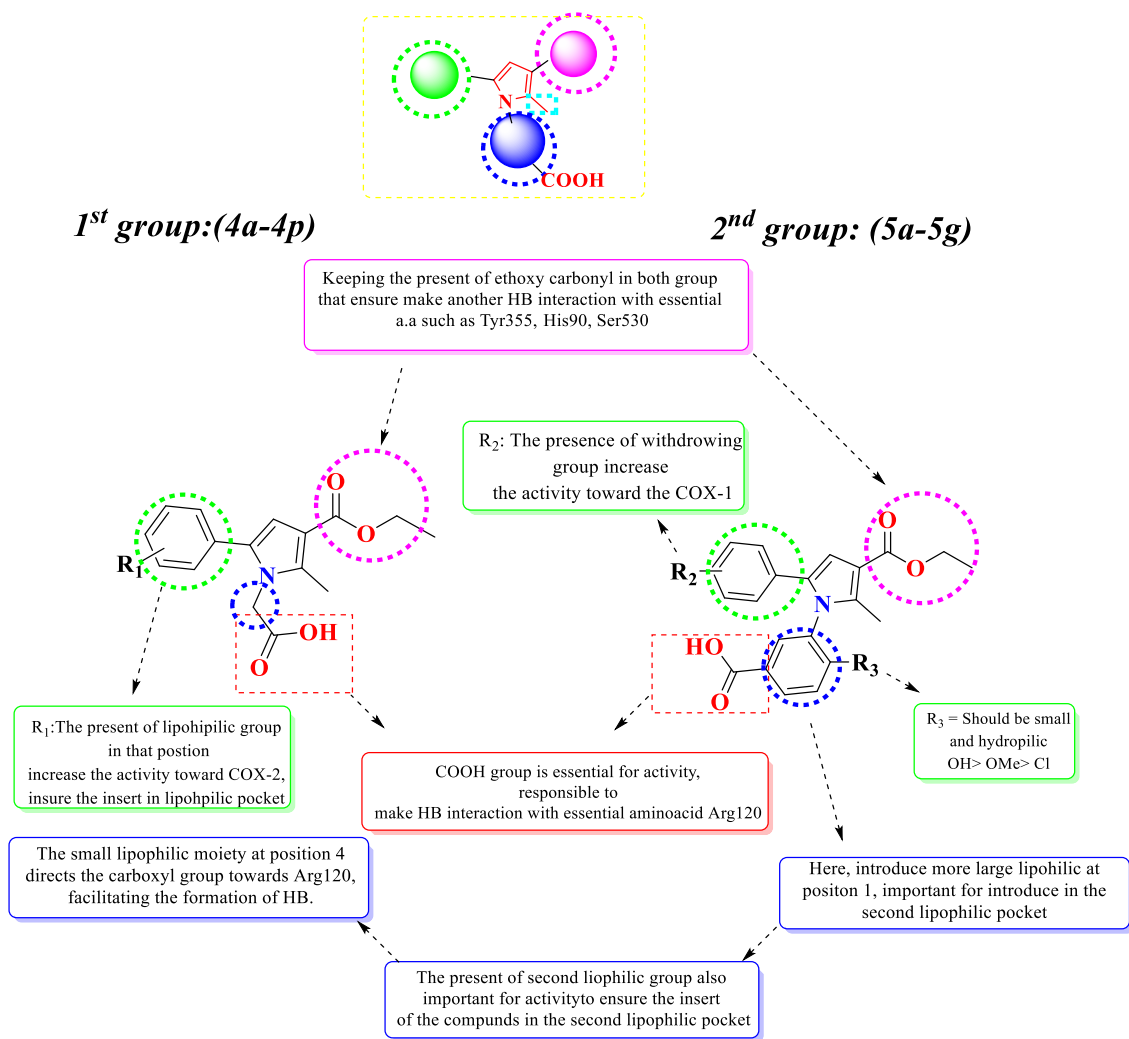 N
COOH
1st group:(4a-4p)
2nd group: (5a-5g)
Keeping the present of ethoxy carbonyl in both group
that ensure make another HB interaction with essential
a.a such as Tyr355, His90, Ser530
R2: The presence of withdrowing
group increase
the activity toward the COX-1
O
O
R1
N
OH
O
O
O
R2
N
HO
O
R3
R1:The present of lipohipilic group
in that postion
increase the activity toward COX-2,
insure the insert in lipohpilic pocket
R3 = Should be small
and hydropilic
OH> OMe> Cl
COOH group is essential for activity,
responsible to
make HB interaction with essential aminoacid Arg120
The small lipophilic moiety at position 4
directs the carboxyl group towards Arg120,
facilitating the formation of HB.
Here, introduce more large lipohilic at
positon 1, important for introduce in the
second lipophilic pocket
The present of second liophilic group also
important for activityto ensure the insert
of the compunds in the second lipophilic pocket